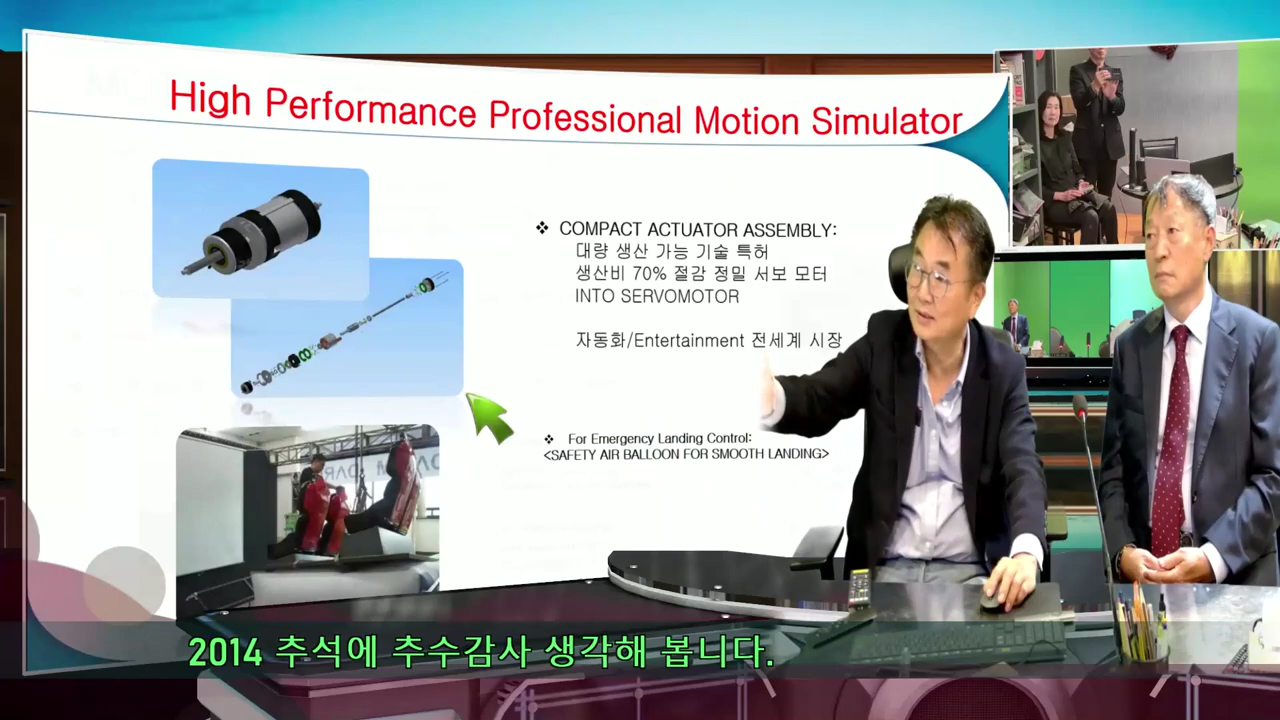 High Performance Professional Motion Simulator
❖ COMPACT ACTUATOR ASSEMBLY:
대량 생산 가능 기술 특허
생산비 70% 절감 정밀 서보 모터
INTO SERVOMOTOR
자동화/Entertainment 전세계 시장
❖ For Emergency Landing Control:
<SAFETY AIR BALLOON FOR SMOOTH LANDING>
2014 추석에 추수감사 생각해 봅니다.